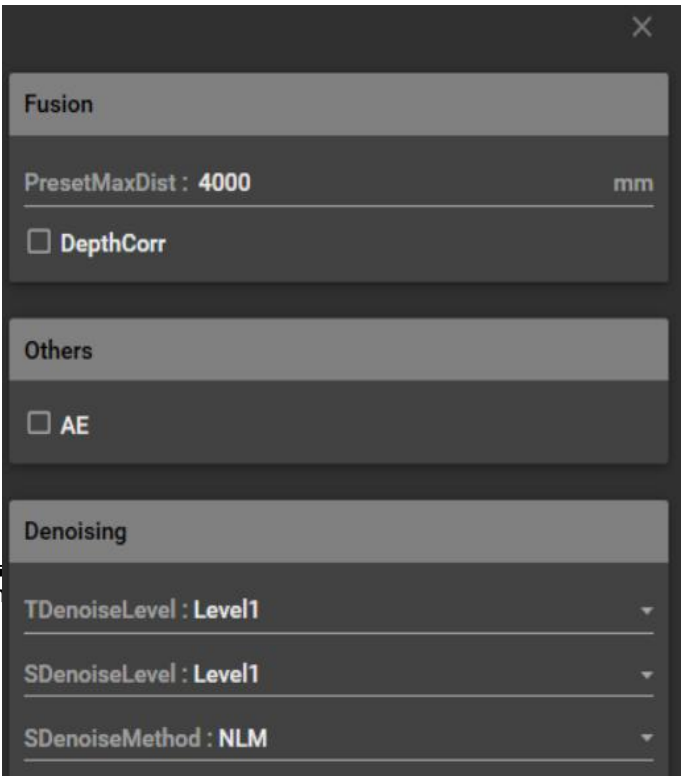 Fusion
PresetMaxDist : 4000 mm
DepthCorr
Others
AE
Denoising
TDenoiseLevel : Level1
SDenoiseLevel : Level1
SDenoiseMethod : NLM